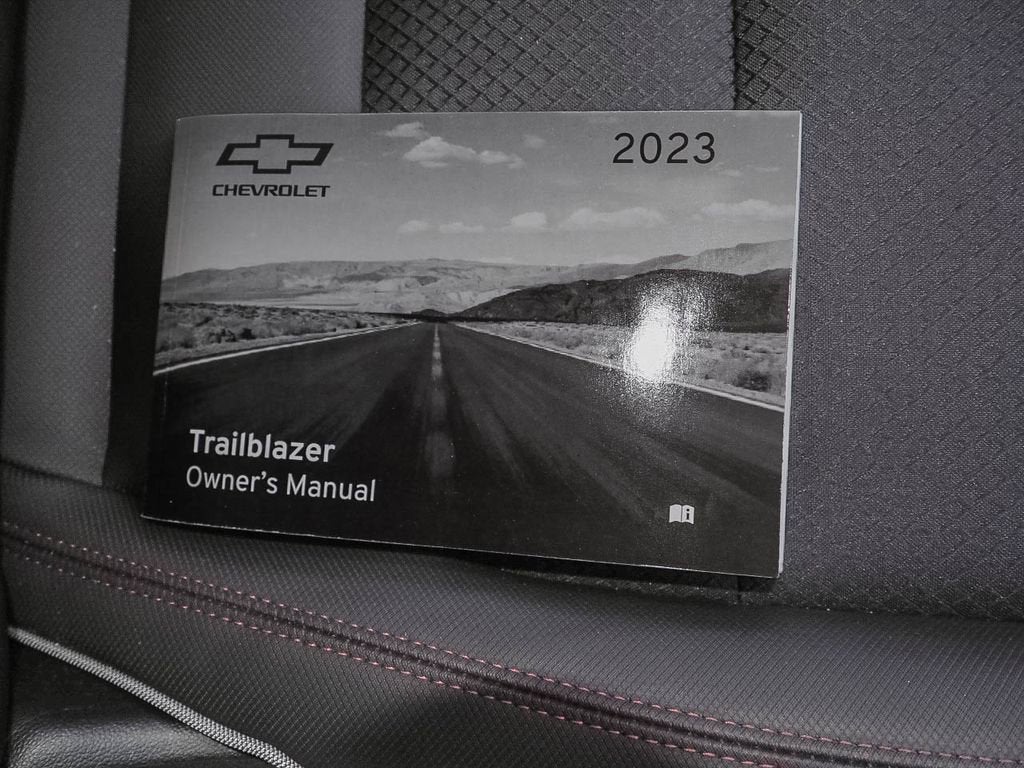 CHEVROLET
2023
Trailblazer
Owner's Manual